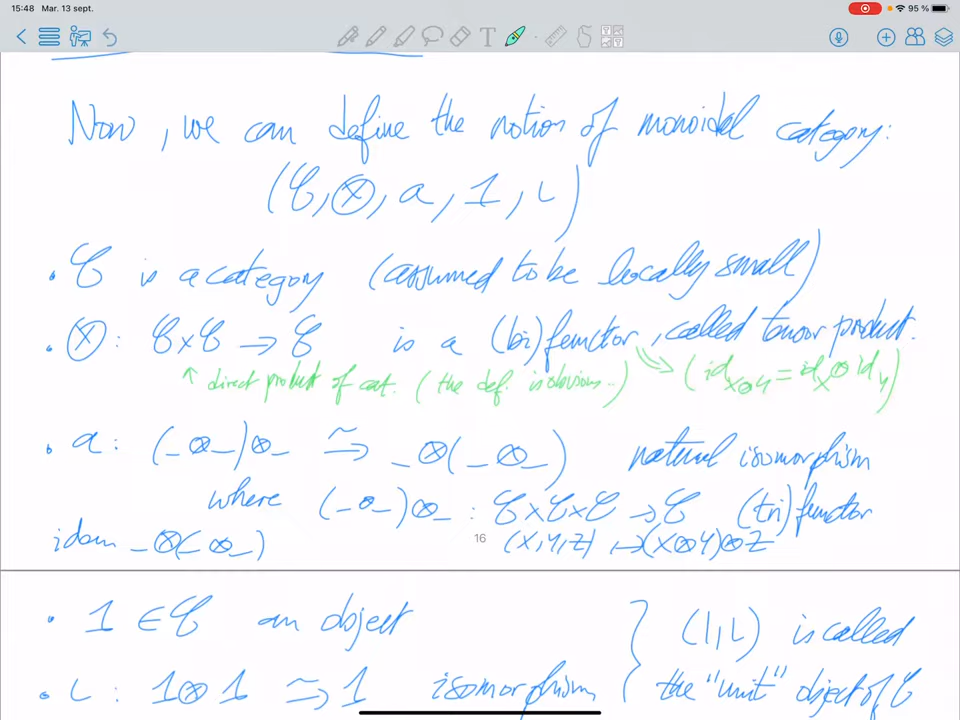 15:48 Mar. 13 sept. 95 %
Now, we can define the notion of monoidal category:
(𝒞, ⊗, a, 1, ι)
• 𝒞 is a category (assumed to be locally small)
• ⊗: 𝒞×𝒞 → 𝒞 is a (bi)functor, called tensor product.
↑ direct product of cat. (the def. is obvious...) (id_{X⊗Y} = id_X ⊗ id_Y)
• a: (_⊗_)⊗_ ⥲ _⊗(_⊗_) natural isomorphism
where (_⊗_)⊗_ : 𝒞×𝒞×𝒞 → 𝒞 (tri)functor
idem _⊗(_⊗_) (X,Y,Z) ↦ (X⊗Y)⊗Z
16
• 1 ∈ 𝒞 an object } (1,ι) is called
• ι: 1⊗1 ⥲ 1 isomorphism the "unit" object of 𝒞